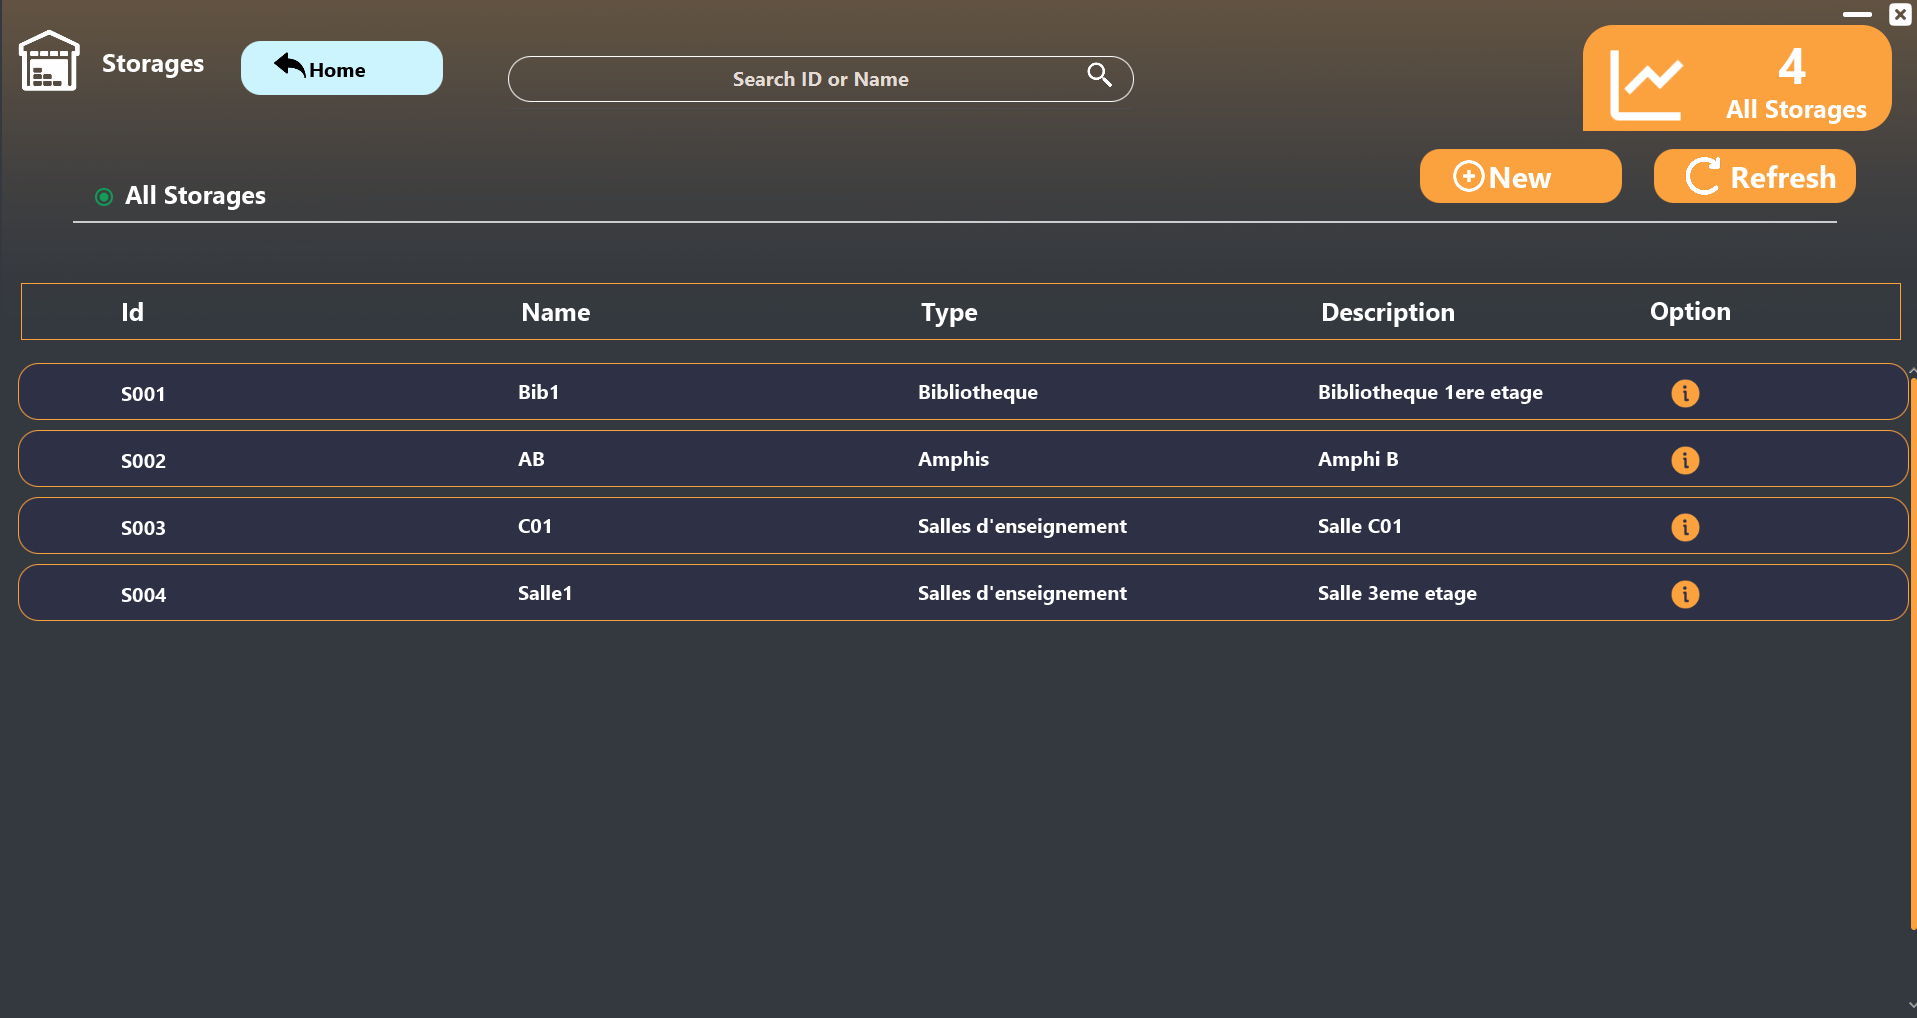 Storages
Home
Search ID or Name
4
All Storages
New
Refresh
All Storages
Id Name Type Description Option
S001 Bib1 Bibliotheque Bibliotheque 1ere etage
S002 AB Amphis Amphi B
S003 C01 Salles d'enseignement Salle C01
S004 Salle1 Salles d'enseignement Salle 3eme etage